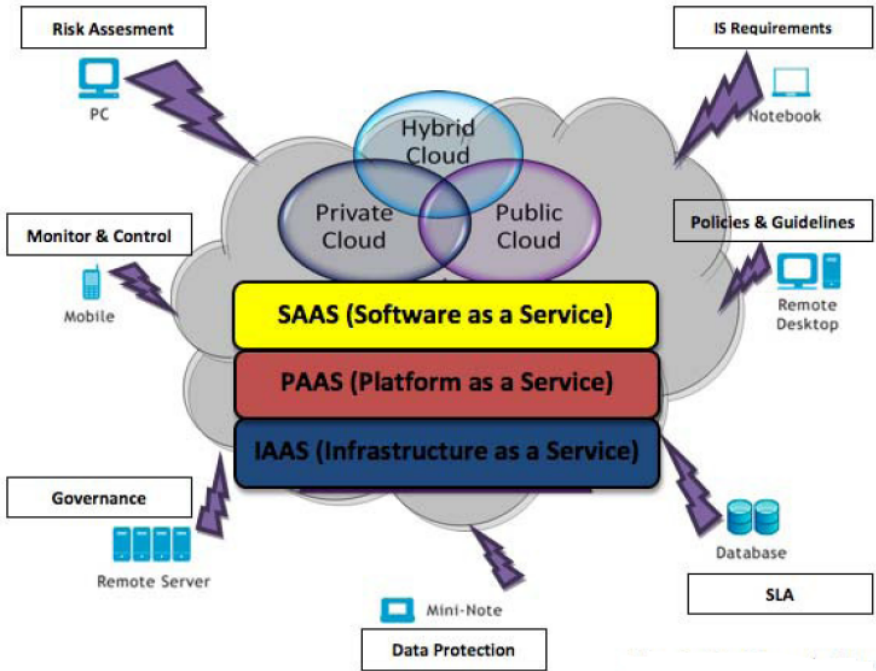 Risk Assesment
IS Requirements
PC
Notebook
Hybrid
Cloud
Private
Cloud
Public
Cloud
Monitor & Control
Policies & Guidelines
Mobile
Remote
Desktop
SAAS (Software as a Service)
PAAS (Platform as a Service)
IAAS (Infrastructure as a Service)
Governance
Remote Server
Database
SLA
Mini-Note
Data Protection